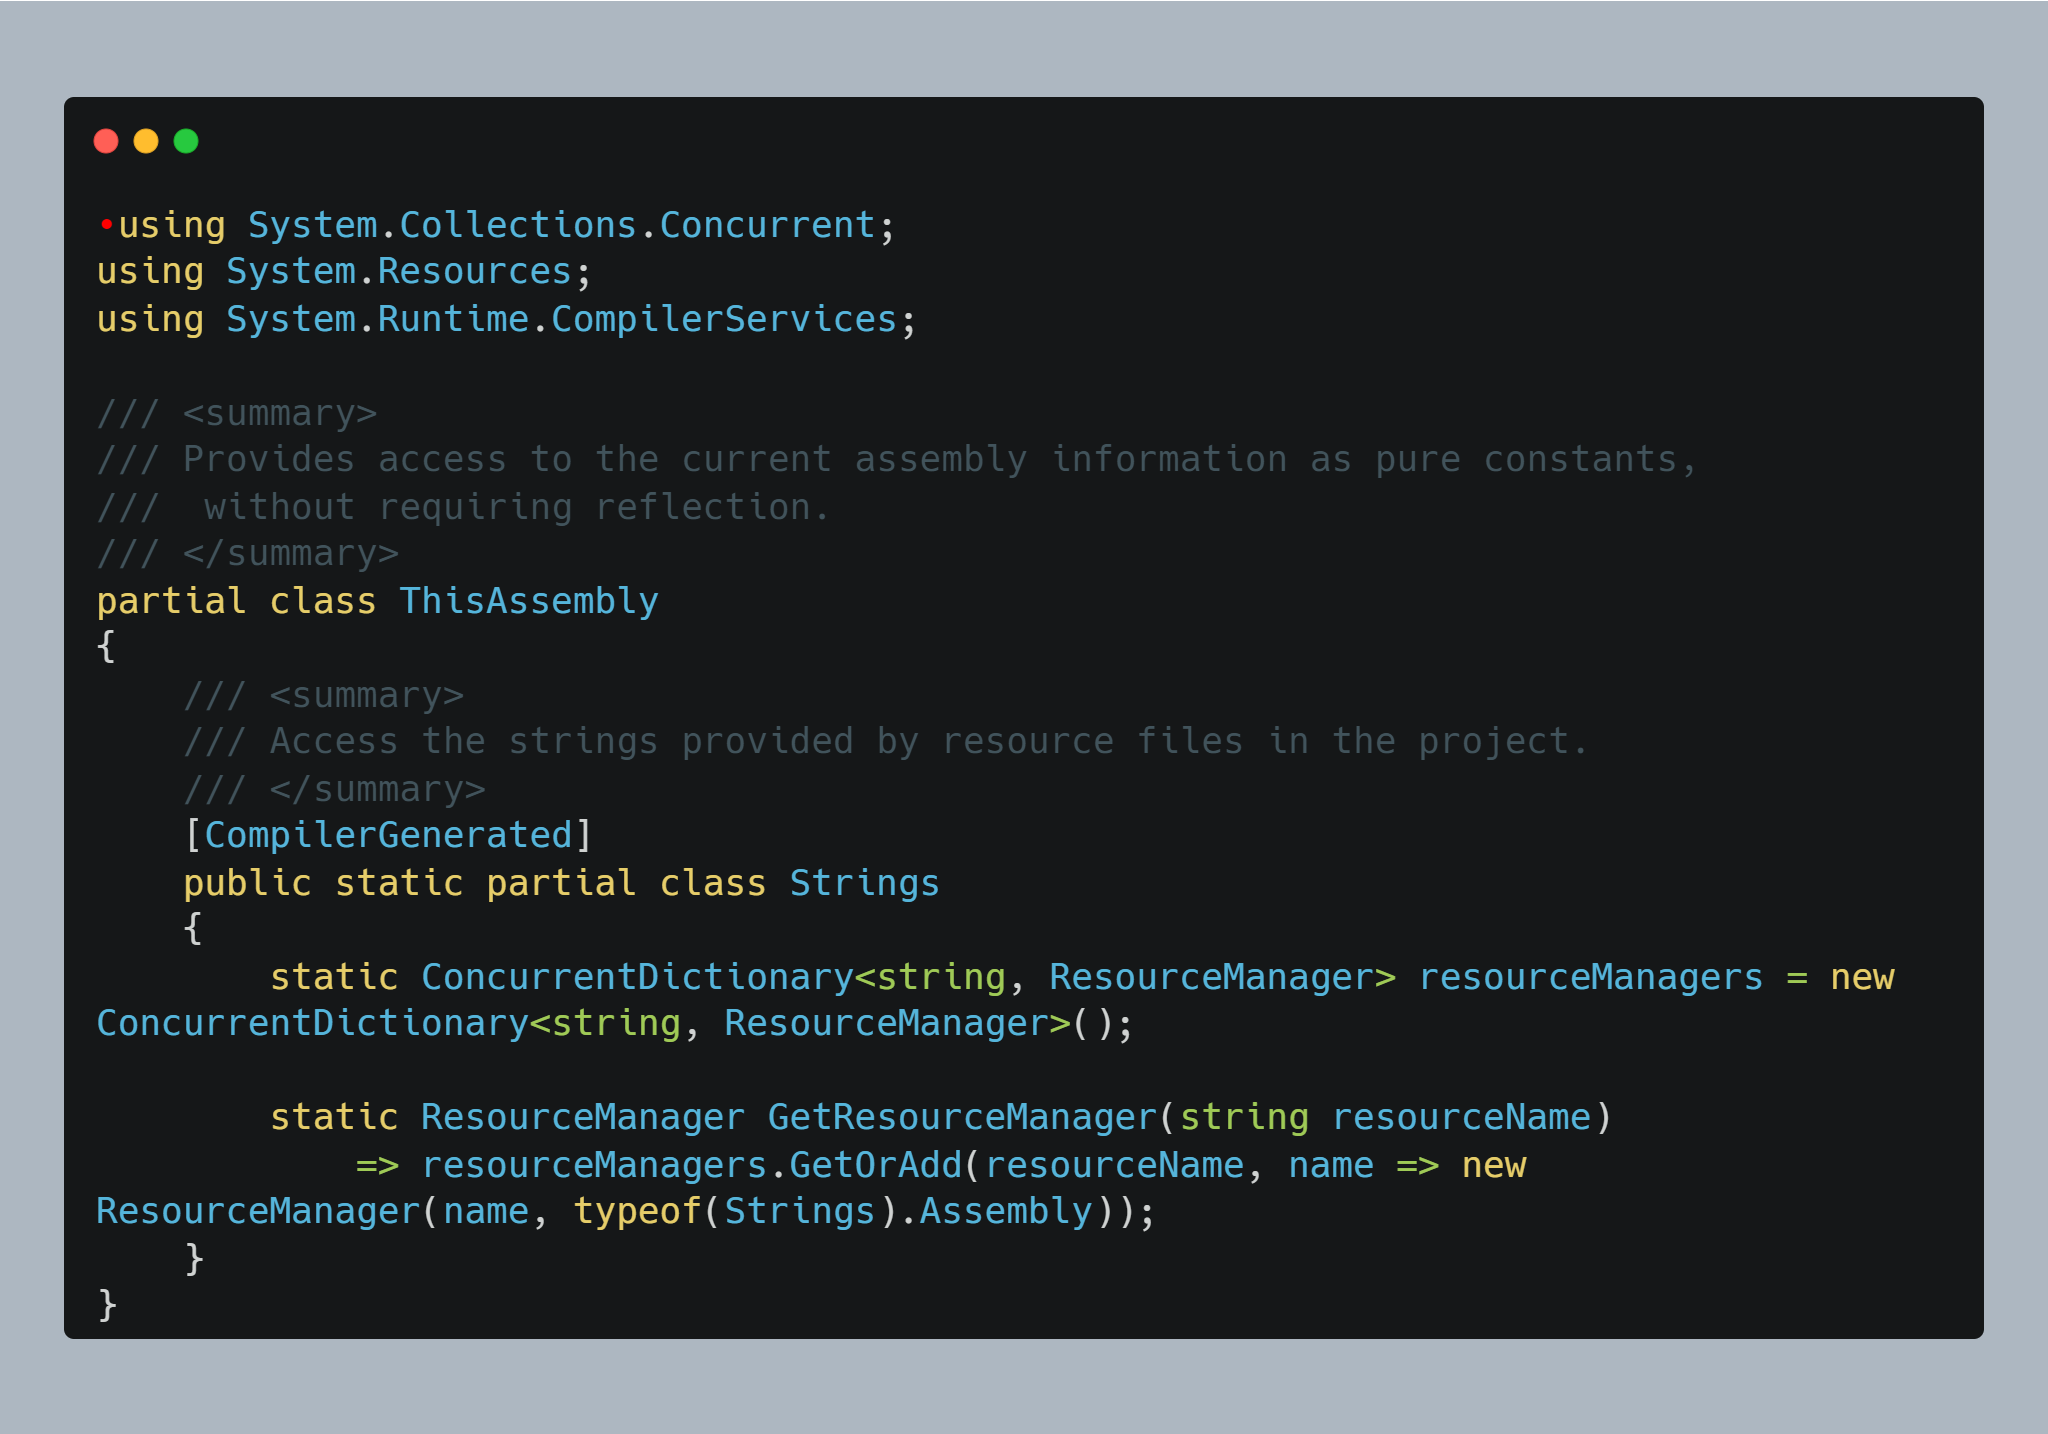 •using System.Collections.Concurrent;
using System.Resources;
using System.Runtime.CompilerServices;

/// <summary>
/// Provides access to the current assembly information as pure constants,
///  without requiring reflection.
/// </summary>
partial class ThisAssembly
{
    /// <summary>
    /// Access the strings provided by resource files in the project.
    /// </summary>
    [CompilerGenerated]
    public static partial class Strings
    {
        static ConcurrentDictionary<string, ResourceManager> resourceManagers = new
ConcurrentDictionary<string, ResourceManager>();

        static ResourceManager GetResourceManager(string resourceName)
            => resourceManagers.GetOrAdd(resourceName, name => new
ResourceManager(name, typeof(Strings).Assembly));
    }
}